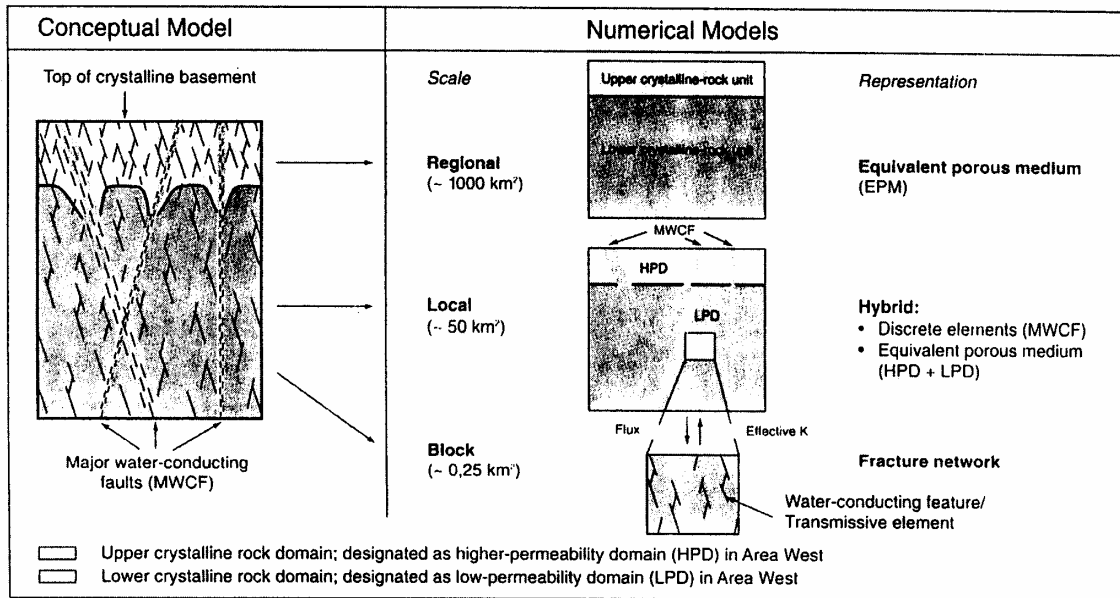 Conceptual Model
Numerical Models
Top of crystalline basement
Major water-conducting
faults (MWCF)
Scale
Representation
Regional
(~ 1000 km²)
Upper crystalline-rock unit
Lower crystalline-rock unit
Equivalent porous medium
(EPM)
Local
(~ 50 km²)
MWCF
HPD
LPD
Hybrid:
• Discrete elements (MWCF)
• Equivalent porous medium
(HPD + LPD)
Flux
Effective K
Block
(~ 0,25 km²)
Fracture network
Water-conducting feature/
Transmissive element
Upper crystalline rock domain; designated as higher-permeability domain (HPD) in Area West
Lower crystalline rock domain; designated as low-permeability domain (LPD) in Area West